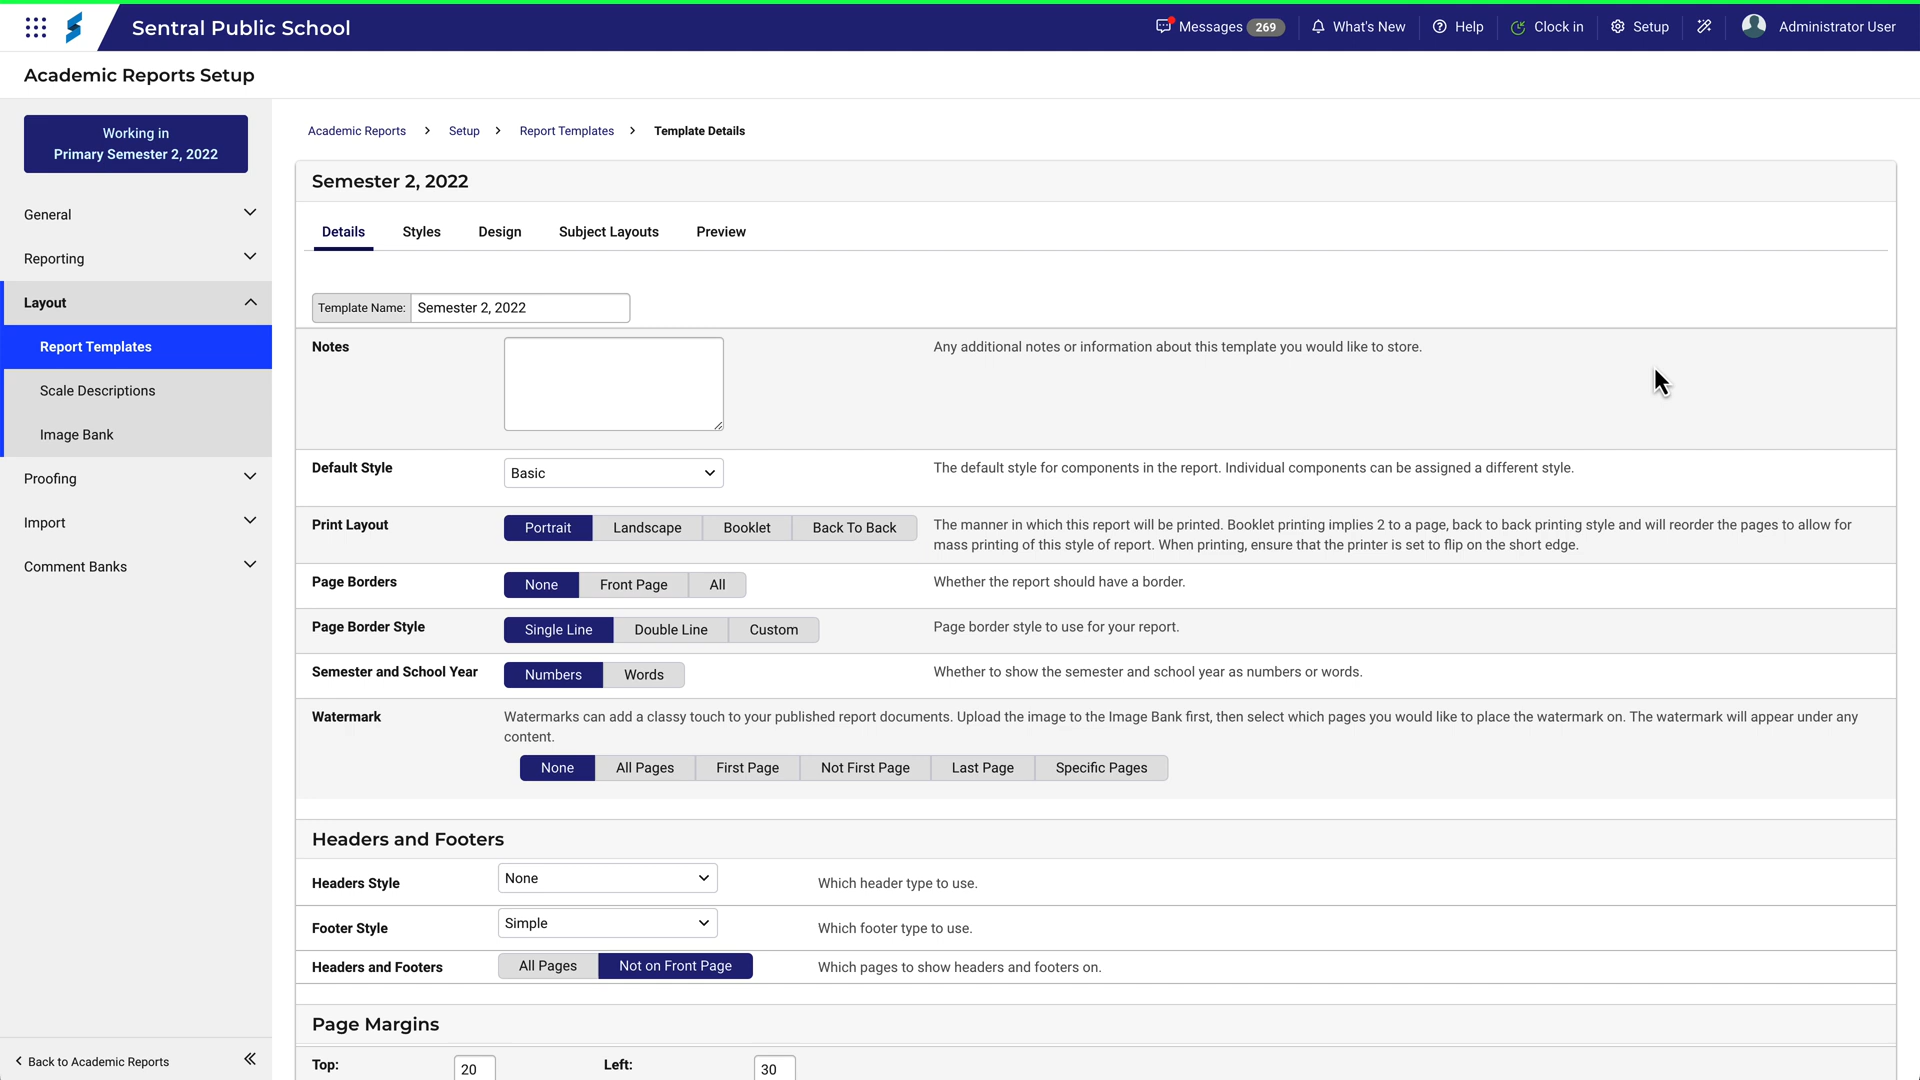 Sentral Public School
Messages 269
What's New
Help
Clock in
Setup
Administrator User
Academic Reports Setup
Working in
Primary Semester 2, 2022
General
Reporting
Layout
Report Templates
Scale Descriptions
Image Bank
Proofing
Import
Comment Banks
Back to Academic Reports
Academic Reports > Setup > Report Templates > Template Details
Semester 2, 2022
Details Styles Design Subject Layouts Preview
Template Name: Semester 2, 2022
Notes
Any additional notes or information about this template you would like to store.
Default Style
Basic
The default style for components in the report. Individual components can be assigned a different style.
Print Layout
Portrait Landscape Booklet Back To Back
The manner in which this report will be printed. Booklet printing implies 2 to a page, back to back printing style and will reorder the pages to allow for
mass printing of this style of report. When printing, ensure that the printer is set to flip on the short edge.
Page Borders
None Front Page All
Whether the report should have a border.
Page Border Style
Single Line Double Line Custom
Page border style to use for your report.
Semester and School Year
Numbers Words
Whether to show the semester and school year as numbers or words.
Watermark
Watermarks can add a classy touch to your published report documents. Upload the image to the Image Bank first, then select which pages you would like to place the watermark on. The watermark will appear under any
content.
None All Pages First Page Not First Page Last Page Specific Pages
Headers and Footers
Headers Style
None
Which header type to use.
Footer Style
Simple
Which footer type to use.
Headers and Footers
All Pages Not on Front Page
Which pages to show headers and footers on.
Page Margins
Top: 20 Left: 30